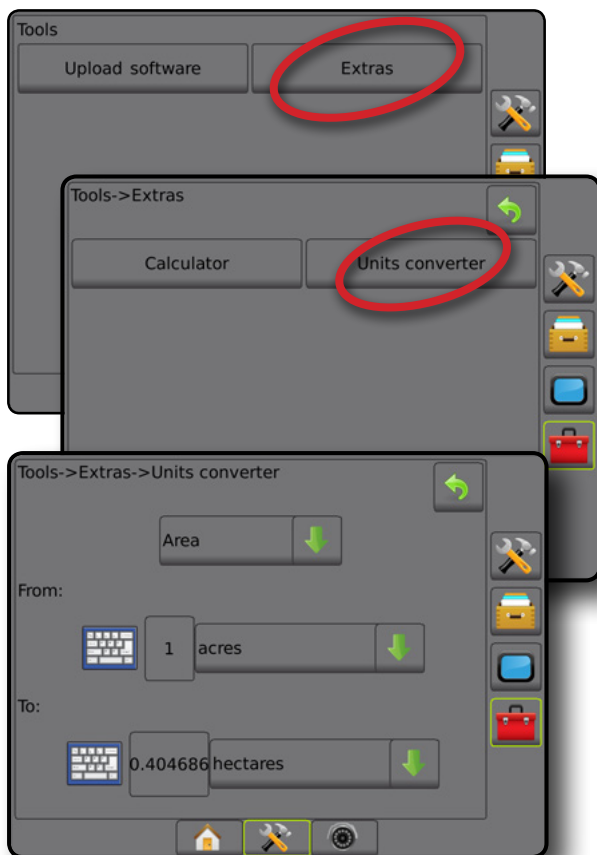 Tools
Upload software Extras
Tools->Extras
Calculator Units converter
Tools->Extras->Units converter
Area
From:
1 acres
To:
0.404686 hectares